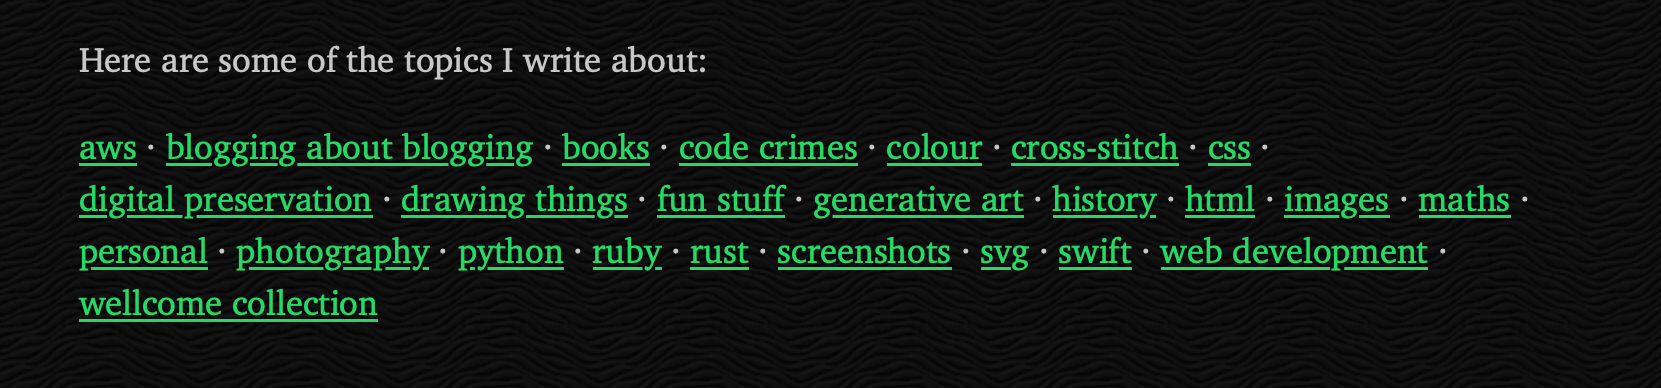 Here are some of the topics I write about:
aws · blogging about blogging · books · code crimes · colour · cross-stitch · css ·
digital preservation · drawing things · fun stuff · generative art · history · html · images · maths ·
personal · photography · python · ruby · rust · screenshots · svg · swift · web development ·
wellcome collection